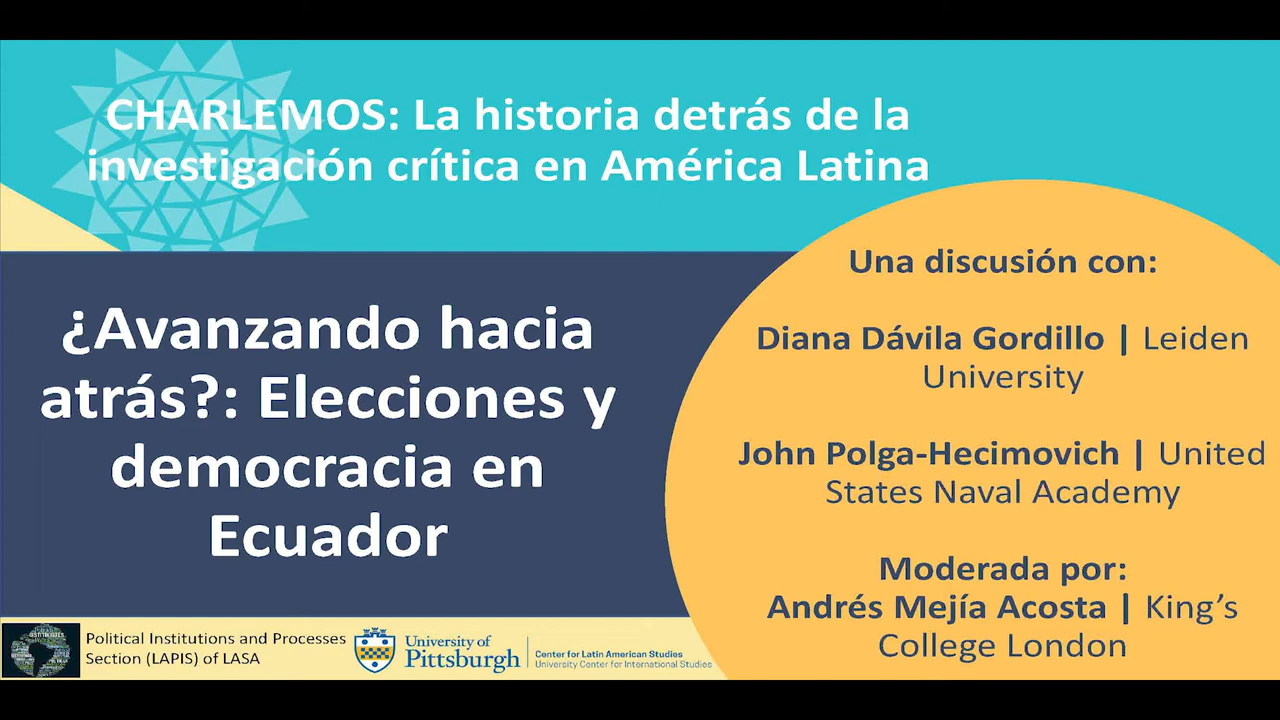 CHARLEMOS: La historia detrás de la
investigación crítica en América Latina
¿Avanzando hacia
atrás?: Elecciones y
democracia en
Ecuador
Una discusión con:
Diana Dávila Gordillo | Leiden
University
John Polga-Hecimovich | United
States Naval Academy
Moderada por:
Andrés Mejía Acosta | King’s
College London
Political Institutions and Processes
Section (LAPIS) of LASA
University of
Pittsburgh
Center for Latin American Studies
University Center for International Studies